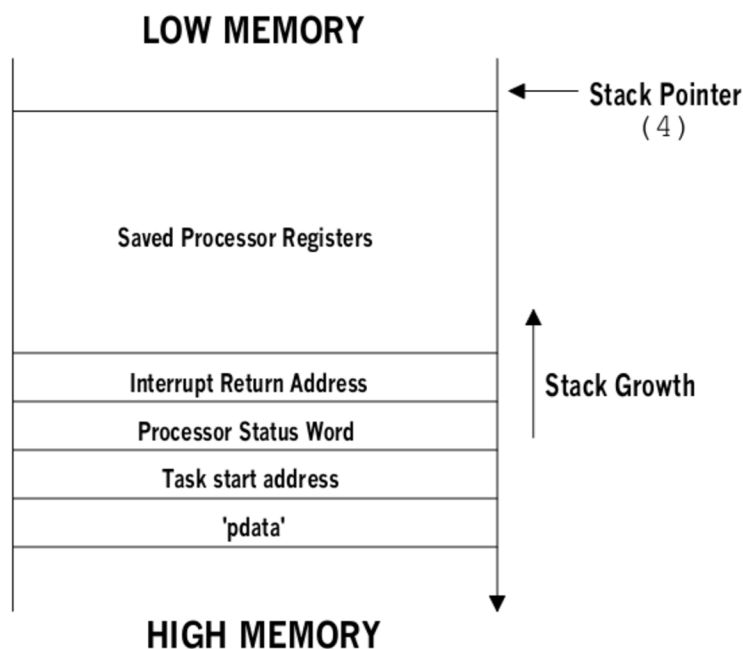 LOW MEMORY
Stack Pointer
(4)
Saved Processor Registers
Interrupt Return Address
Stack Growth
Processor Status Word
Task start address
'pdata'
HIGH MEMORY